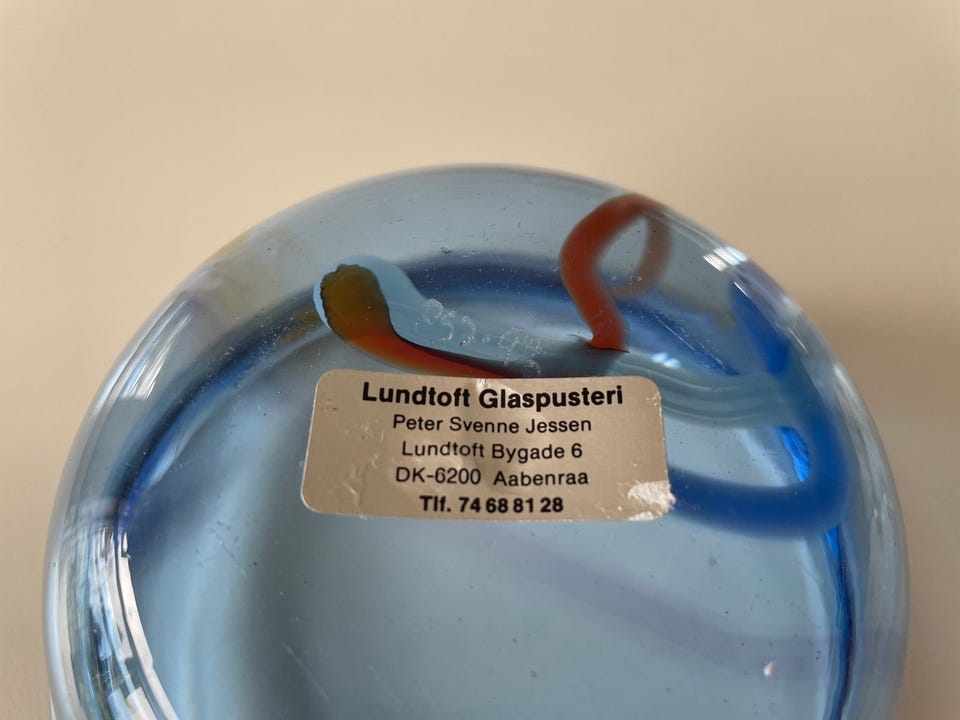 Lundtoft Glaspusteri
Peter Svenne Jessen
Lundtoft Bygade 6
DK-6200 Aabenraa
Tlf. 74 68 81 28